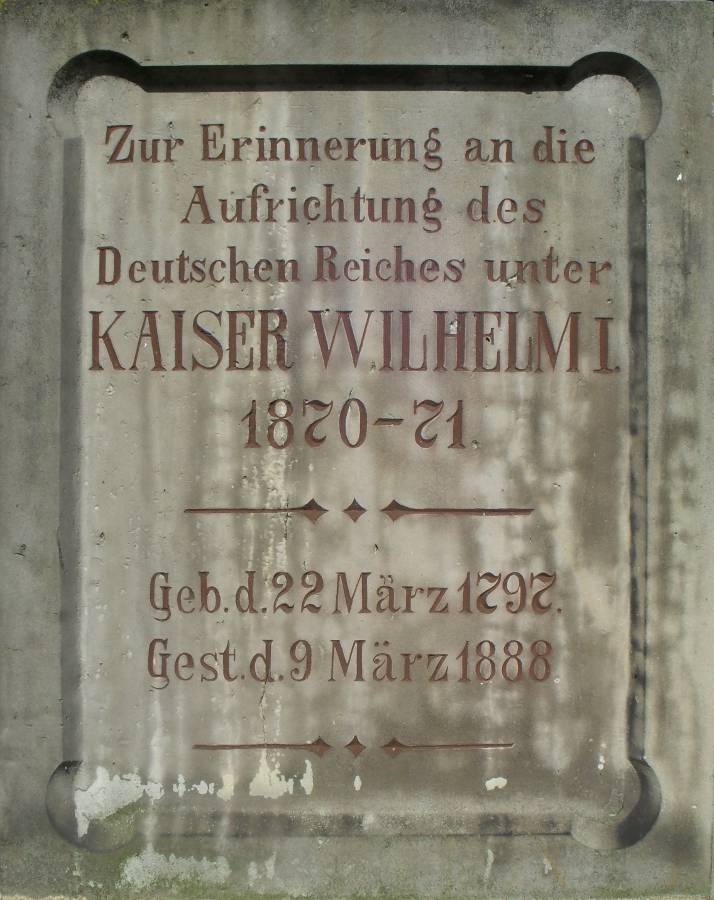 Zur Erinnerung an die
Aufrichtung des
Deutschen Reiches unter
KAISER WILHELM I.
1870-71.
Geb.d.22 März 1797.
Gest.d.9 März 1888.